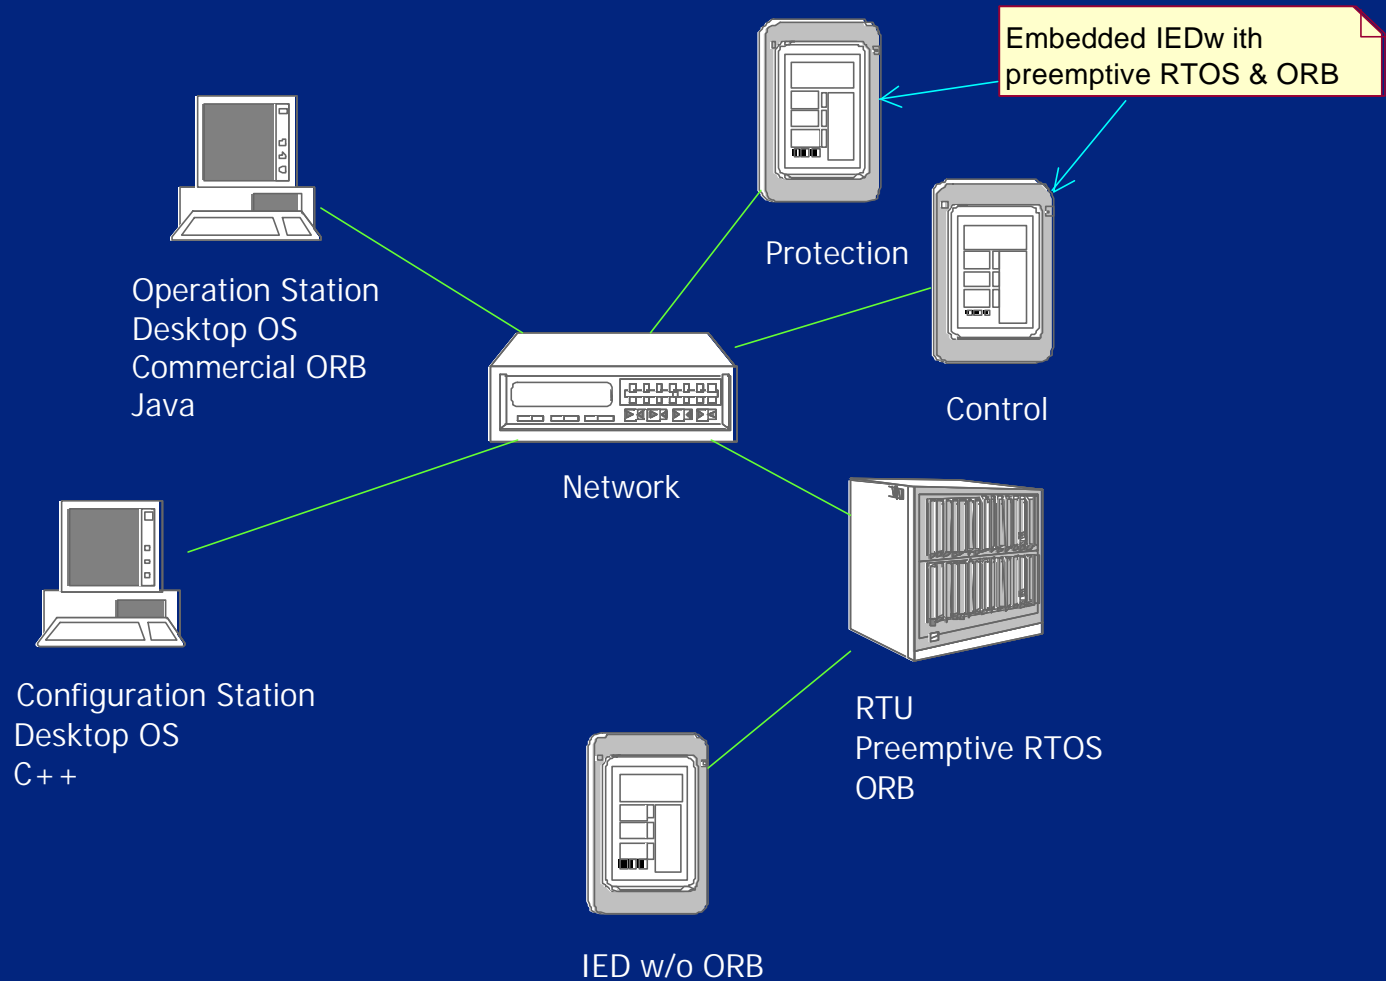 Embedded IEDw ith
preemptive RTOS & ORB
Protection
Operation Station
Desktop OS
Commercial ORB
Java
Control
Network
Configuration Station
Desktop OS
C++
RTU
Preemptive RTOS
ORB
IED w/o ORB